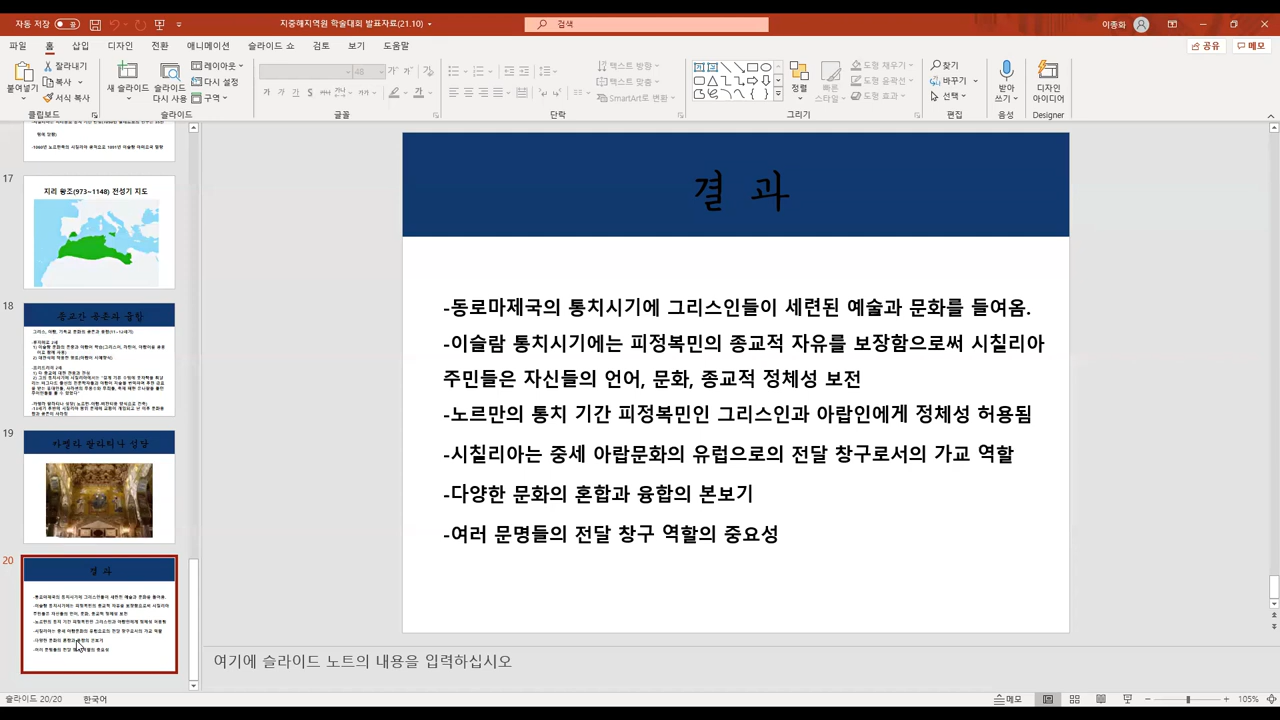 자동 저장
지중해지역원 학술대회 발표자료(21.10)
검색
이종화
파일 홈 삽입 디자인 전환 애니메이션 슬라이드 쇼 검토 보기 도움말
공유 메모
붙여넣기
잘라내기
복사
서식 복사
클립보드
새 슬라이드
슬라이드 다시 사용
레이아웃
다시 설정
구역
슬라이드
48
글꼴
텍스트 방향
텍스트 맞춤
SmartArt로 변환
단락
정렬
빠른 스타일
도형 채우기
도형 윤곽선
도형 효과
그리기
찾기
바꾸기
선택
편집
받아쓰기
음성
디자인 아이디어
Designer
17
지리 왕조(973~1148) 전성기 지도
18
종교간 공존과 융합
19
카펠라 팔라티나 성당
20
결 과
결 과
-동로마제국의 통치시기에 그리스인들이 세련된 예술과 문화를 들여옴.
-이슬람 통치시기에는 피정복민의 종교적 자유를 보장함으로써 시칠리아
주민들은 자신들의 언어, 문화, 종교적 정체성 보전
-노르만의 통치 기간 피정복민인 그리스인과 아랍인에게 정체성 허용됨
-시칠리아는 중세 아랍문화의 유럽으로의 전달 창구로서의 가교 역할
-다양한 문화의 혼합과 융합의 본보기
-여러 문명들의 전달 창구 역할의 중요성
여기에 슬라이드 노트의 내용을 입력하십시오
슬라이드 20/20 한국어
메모
105%